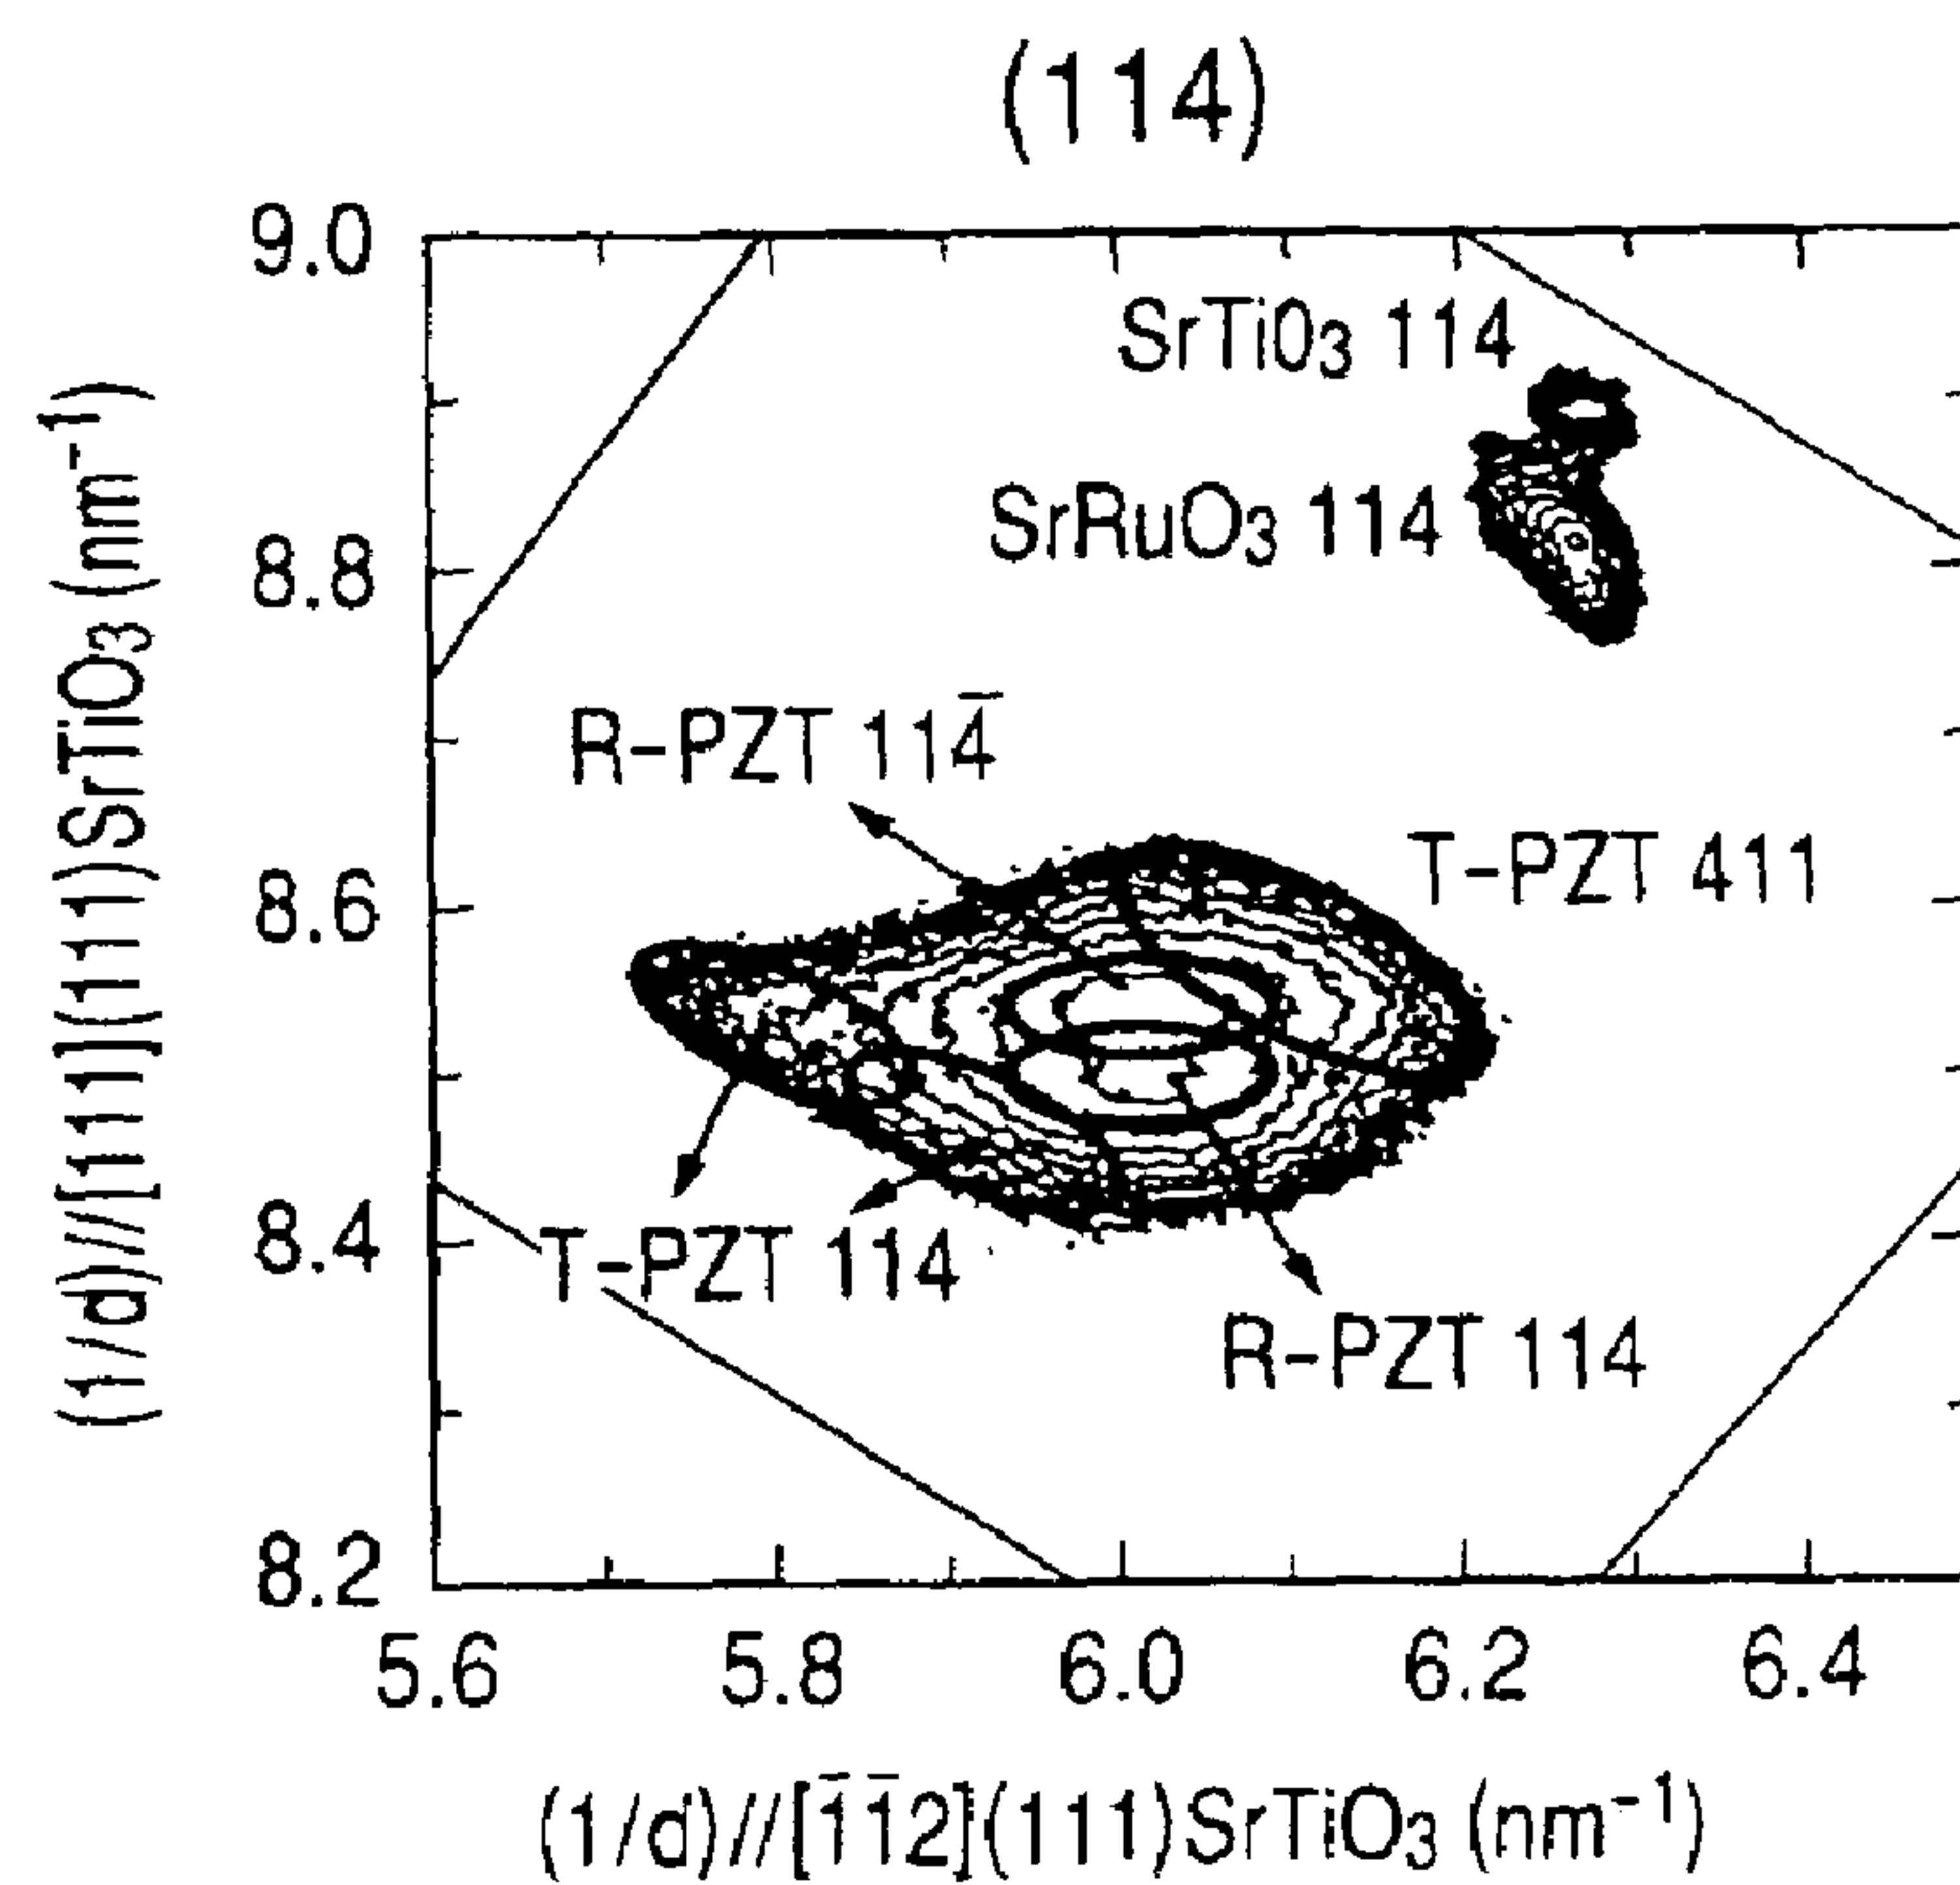 (114)
9.0
8.8
8.6
8.4
8.2
(1/d)//[111](111)SrTiO₃(nm⁻¹)
SrTiO₃ 114
SrRuO₃ 114
R-PZT 114̄
T-PZT 411
T-PZT 114
R-PZT 114
5.6 5.8 6.0 6.2 6.4
(1/d)//[1̄1̄2](111)SrTiO₃ (nm⁻¹)